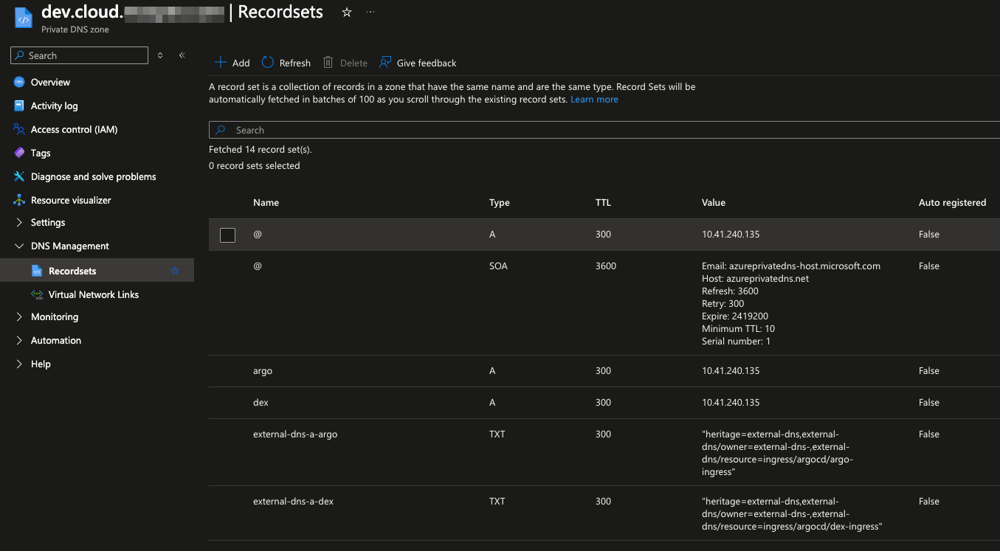 dev.cloud. | Recordsets
Private DNS zone
Search
Overview
Activity log
Access control (IAM)
Tags
Diagnose and solve problems
Resource visualizer
Settings
DNS Management
Recordsets
Virtual Network Links
Monitoring
Automation
Help
Add Refresh Delete Give feedback
A record set is a collection of records in a zone that have the same name and are the same type. Record Sets will be
automatically fetched in batches of 100 as you scroll through the existing record sets. Learn more
Search
Fetched 14 record set(s).
0 record sets selected
Name Type TTL Value Auto registered
@ A 300 10.41.240.135 False
@ SOA 3600 Email: azureprivatedns-host.microsoft.com False
Host: azureprivatedns.net
Refresh: 3600
Retry: 300
Expire: 2419200
Minimum TTL: 10
Serial number: 1
argo A 300 10.41.240.135 False
dex A 300 10.41.240.135 False
external-dns-a-argo TXT 300 "heritage=external-dns,external- False
dns/owner=external-dns-,external-
dns/resource=ingress/argocd/argo-
ingress"
external-dns-a-dex TXT 300 "heritage=external-dns,external- False
dns/owner=external-dns-,external-
dns/resource=ingress/argocd/dex-ingress"